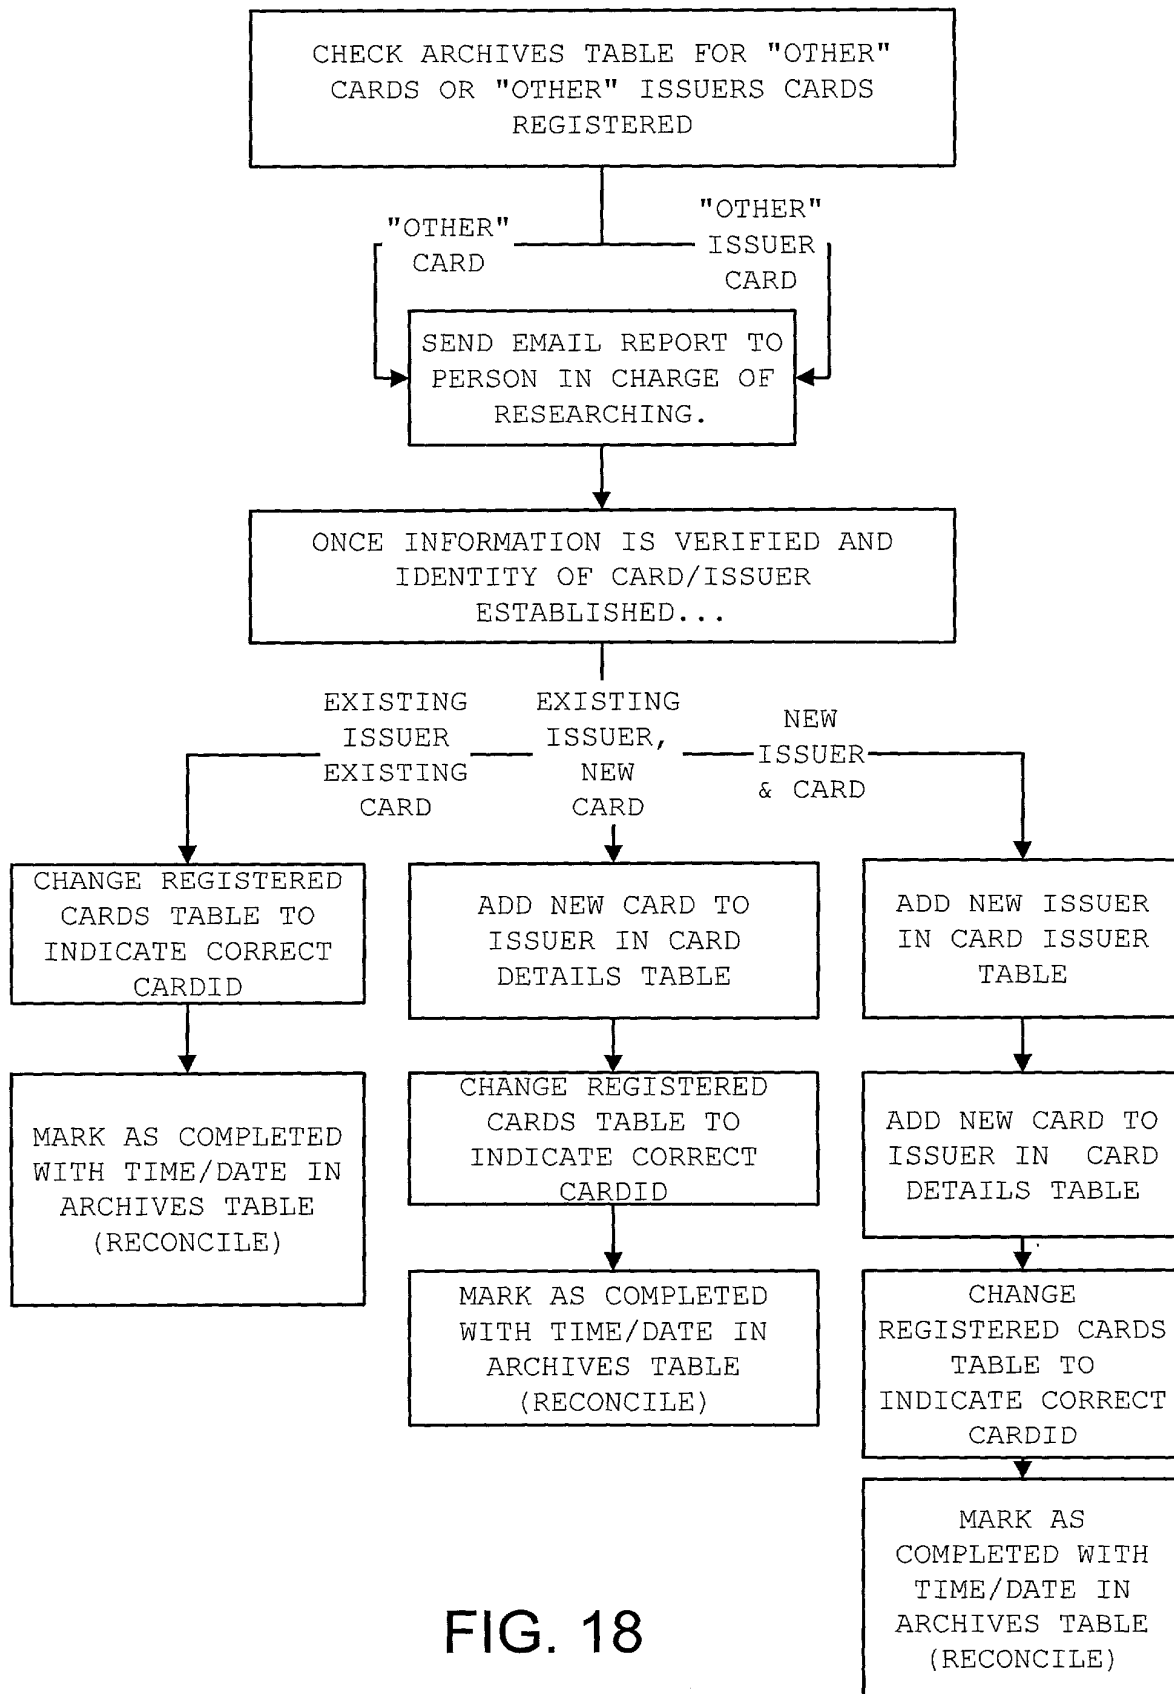 CHECK ARCHIVES TABLE FOR "OTHER"
CARDS OR "OTHER" ISSUERS CARDS
REGISTERED
"OTHER"
CARD
"OTHER"
ISSUER
CARD
SEND EMAIL REPORT TO
PERSON IN CHARGE OF
RESEARCHING.
ONCE INFORMATION IS VERIFIED AND
IDENTITY OF CARD/ISSUER
ESTABLISHED...
EXISTING
ISSUER
EXISTING
CARD
EXISTING
ISSUER,
NEW
CARD
NEW
ISSUER
& CARD
CHANGE REGISTERED
CARDS TABLE TO
INDICATE CORRECT
CARDID
MARK AS COMPLETED
WITH TIME/DATE IN
ARCHIVES TABLE
(RECONCILE)
ADD NEW CARD TO
ISSUER IN CARD
DETAILS TABLE
CHANGE REGISTERED
CARDS TABLE TO
INDICATE CORRECT
CARDID
MARK AS COMPLETED
WITH TIME/DATE IN
ARCHIVES TABLE
(RECONCILE)
ADD NEW ISSUER
IN CARD ISSUER
TABLE
ADD NEW CARD TO
ISSUER IN CARD
DETAILS TABLE
CHANGE
REGISTERED CARDS
TABLE TO
INDICATE CORRECT
CARDID
MARK AS
COMPLETED WITH
TIME/DATE IN
ARCHIVES TABLE
(RECONCILE)
FIG. 18